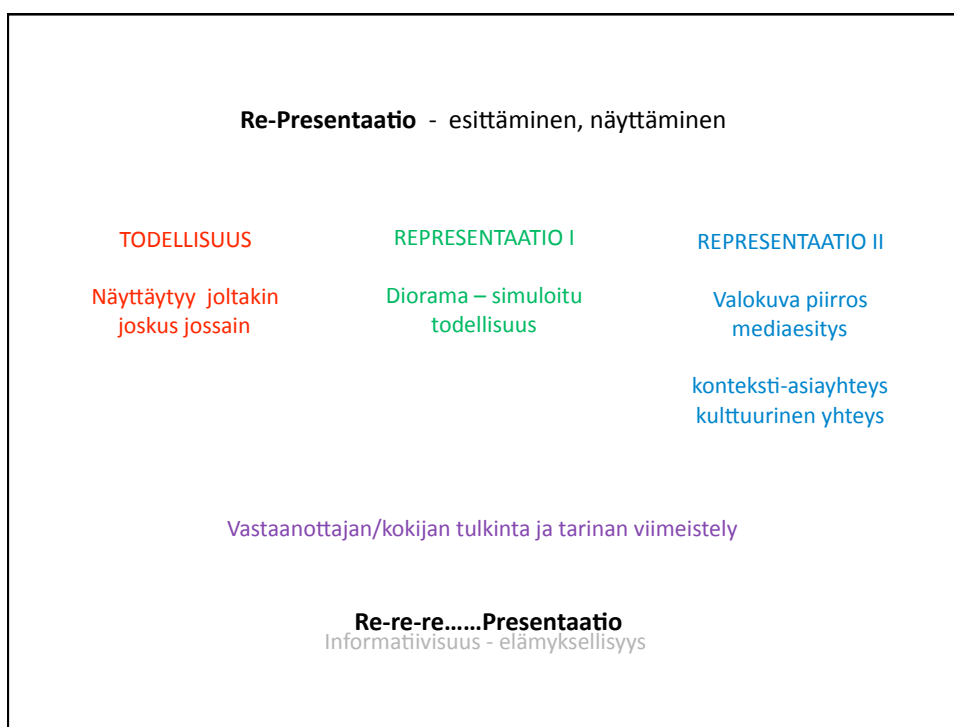 Re-Presentaatio - esittäminen, näyttäminen
TODELLISUUS
Näyttäytyy joltakin
joskus jossain
REPRESENTAATIO I
Diorama – simuloitu
todellisuus
REPRESENTAATIO II
Valokuva piirros
mediaesitys
konteksti-asiayhteys
kulttuurinen yhteys
Vastaanottajan/kokijan tulkinta ja tarinan viimeistely
Re-re-re......Presentaatio
Informatiivisuus - elämyksellisyys